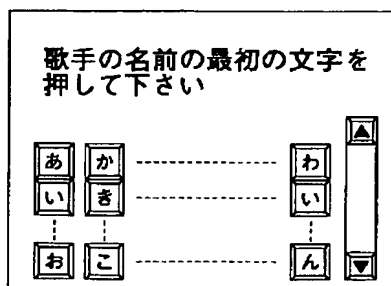 歌手の名前の最初の文字を
押して下さい
あ か わ
い き い
お こ ん